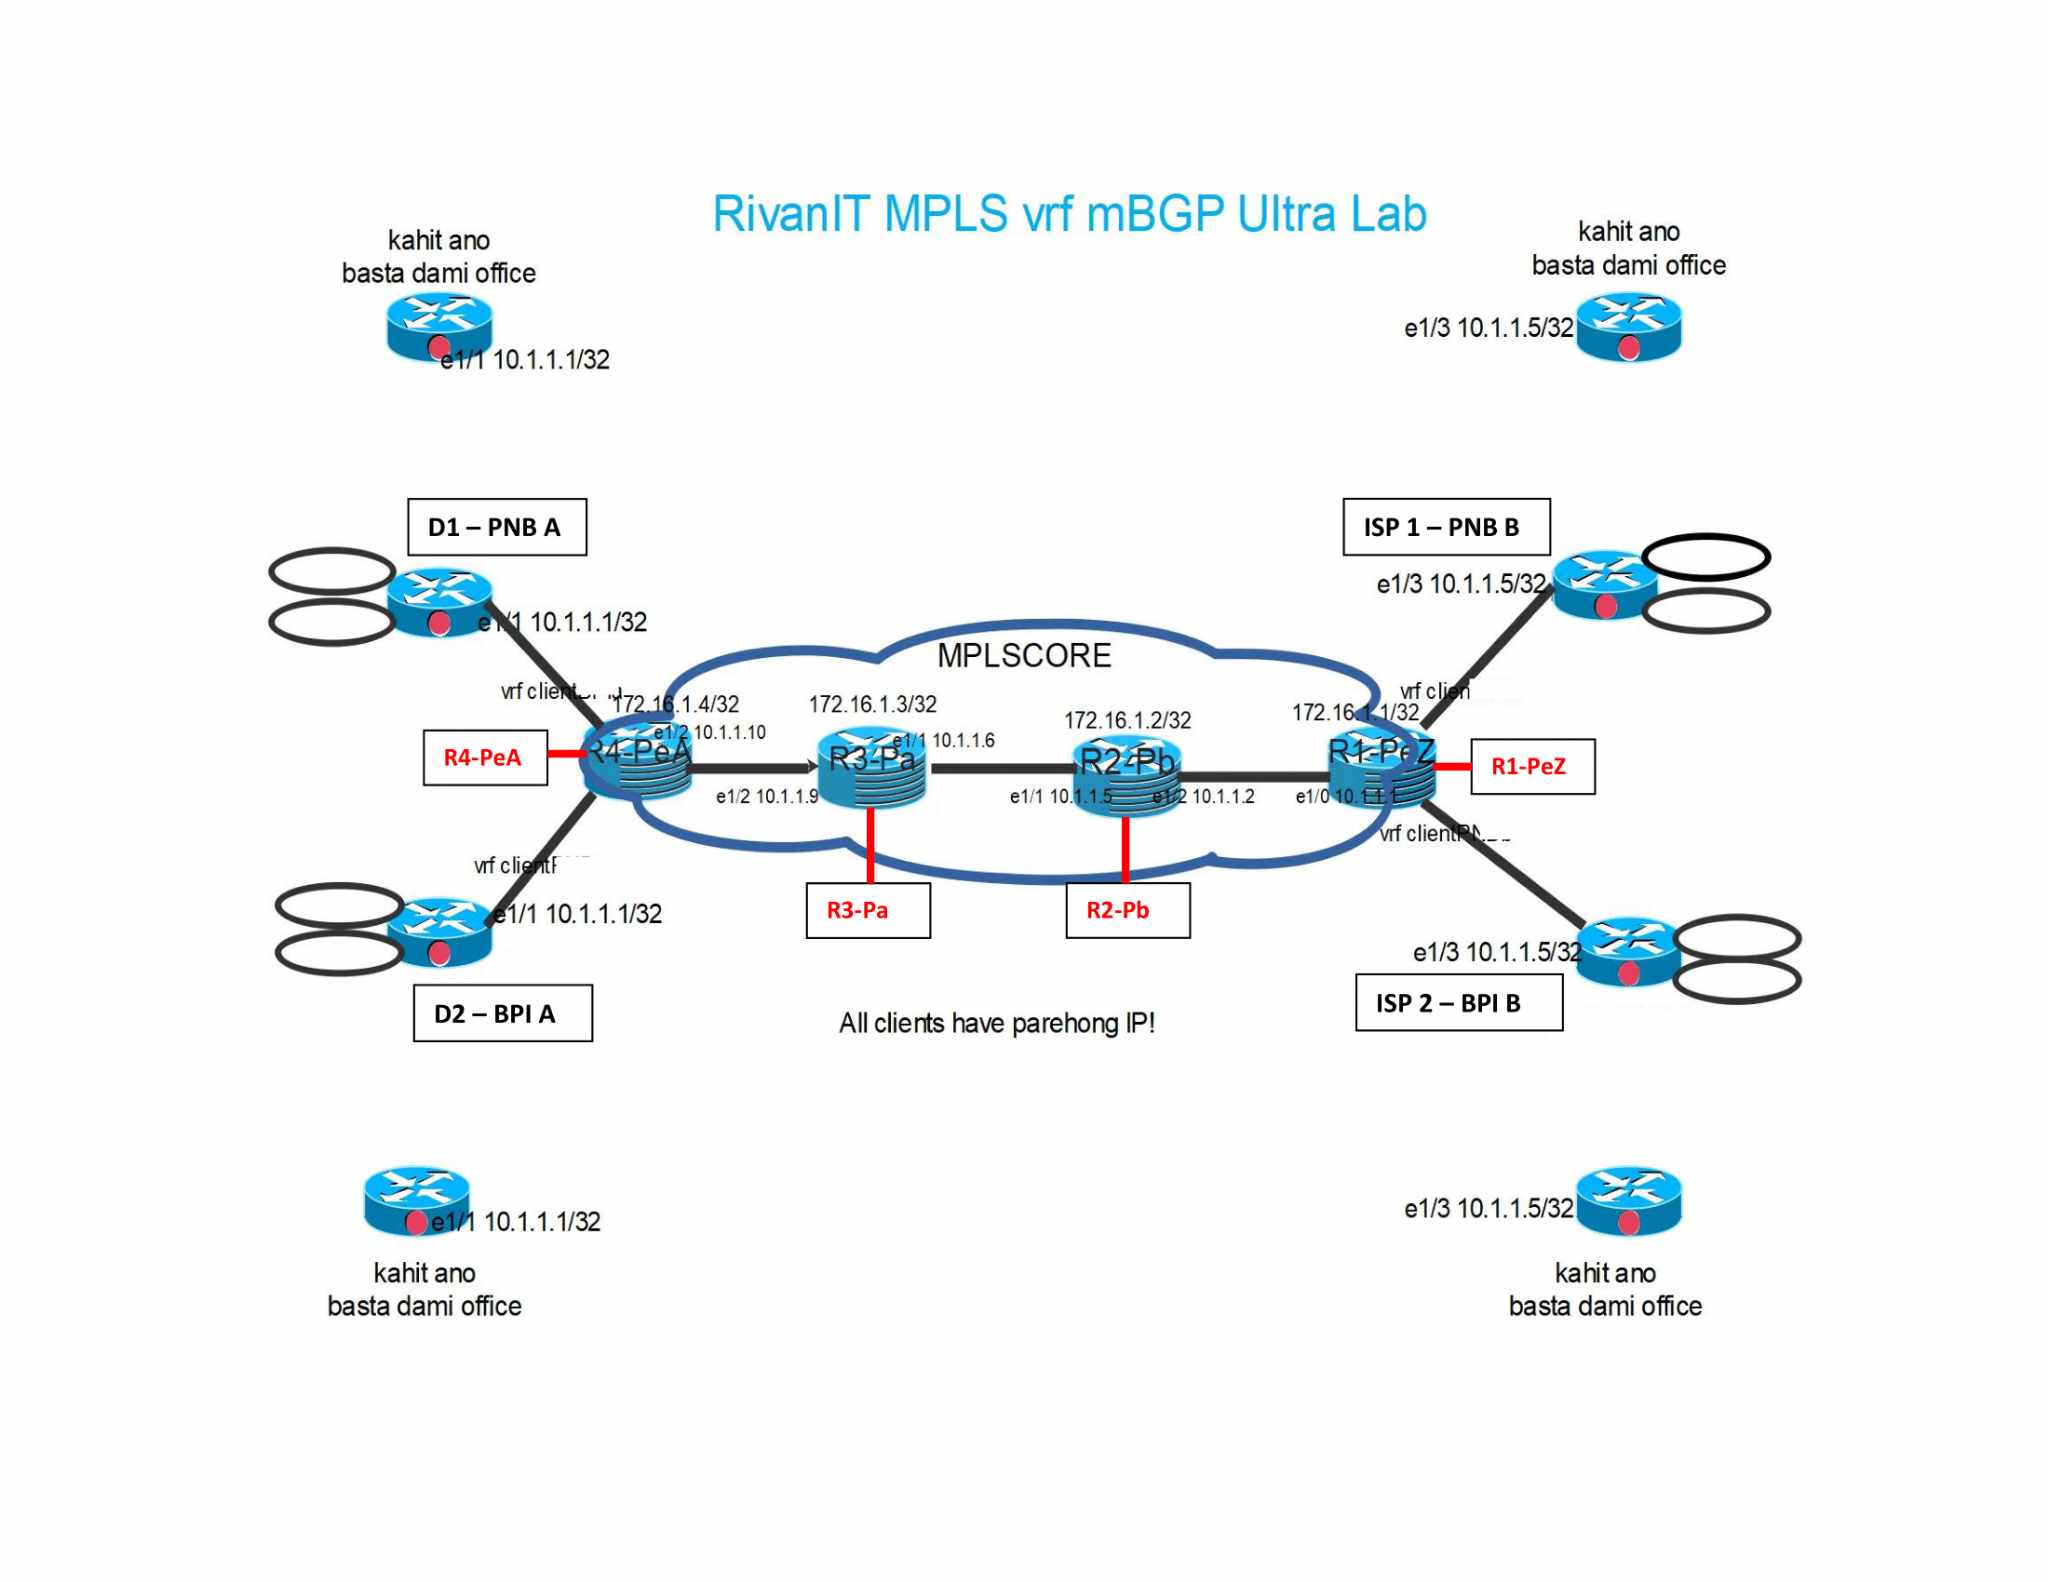 RivanIT MPLS vrf mBGP Ultra Lab
kahit ano
basta dami office
e1/1 10.1.1.1/32
kahit ano
basta dami office
e1/3 10.1.1.5/32
D1 – PNB A
e1/1 10.1.1.1/32
ISP 1 – PNB B
e1/3 10.1.1.5/32
MPLSCORE
vrf
vrf
172.16.1.4/32
172.16.1.3/32
172.16.1.2/32
172.16.1.1/32
e1/2 10.1.1.10
e1/1 10.1.1.6
R4-PeA
R4-PeA
R3-Pa
R2-Pb
R1-PeZ
R1-PeZ
e1/2 10.1.1.9
e1/1 10.1.1.5
e1/2 10.1.1.2
e1/0 10.1.1.1
vrf
vrf
R3-Pa
R2-Pb
e1/1 10.1.1.1/32
D2 – BPI A
e1/3 10.1.1.5/32
ISP 2 – BPI B
All clients have parehong IP!
e1/1 10.1.1.1/32
kahit ano
basta dami office
e1/3 10.1.1.5/32
kahit ano
basta dami office